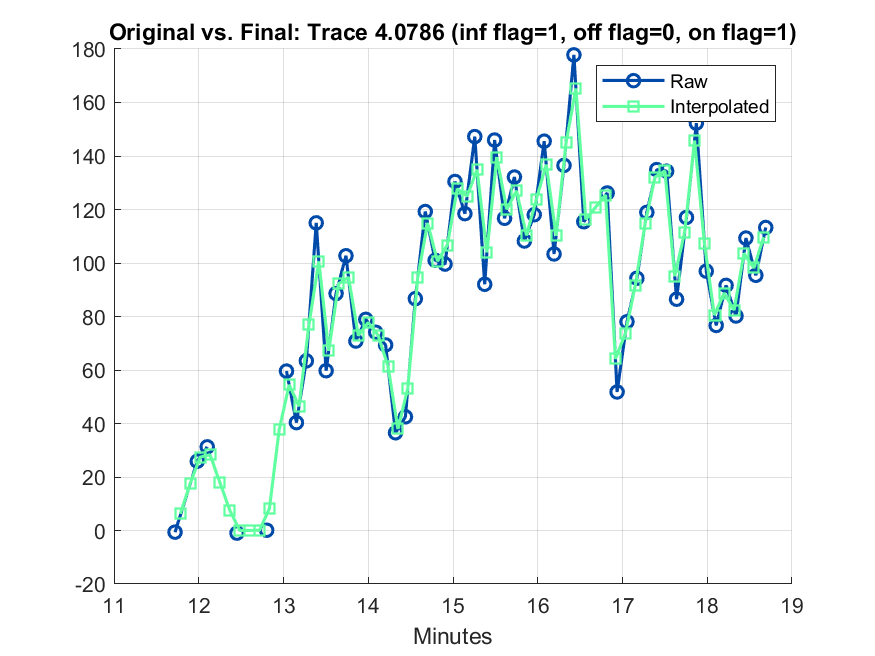 Original vs. Final: Trace 4.0786 (inf flag=1, off flag=0, on flag=1)
180
160
140
120
100
80
60
40
20
0
-20
Raw
Interpolated
11 12 13 14 15 16 17 18 19
Minutes